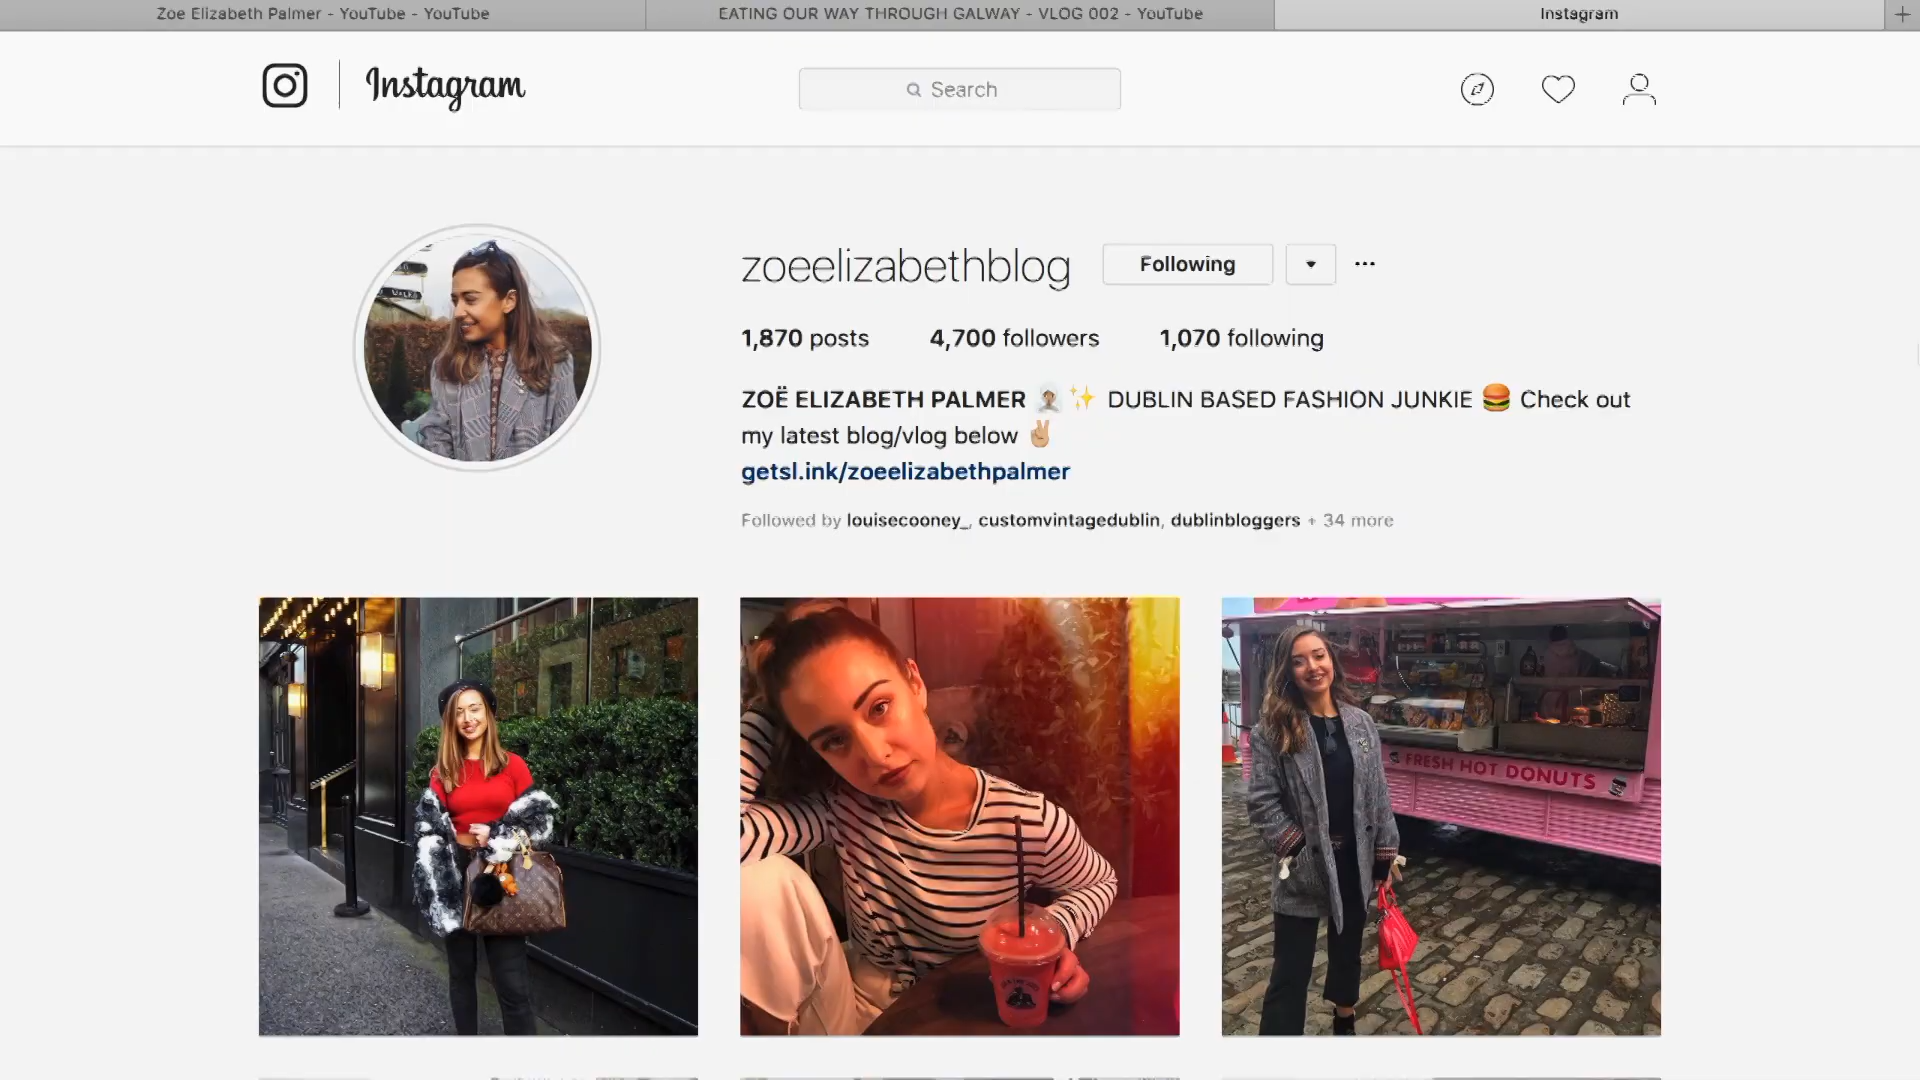 Zoe Elizabeth Palmer - YouTube - YouTube
EATING OUR WAY THROUGH GALWAY - VLOG 002 - YouTube
Instagram
Instagram
Search
zoeelizabethblog
Following
1,870 posts 4,700 followers 1,070 following
ZOË ELIZABETH PALMER DUBLIN BASED FASHION JUNKIE Check out
my latest blog/vlog below
getsl.ink/zoeelizabethpalmer
Followed by louisecooney_, customvintagedublin, dublinbloggers + 34 more
FRESH HOT DONUTS